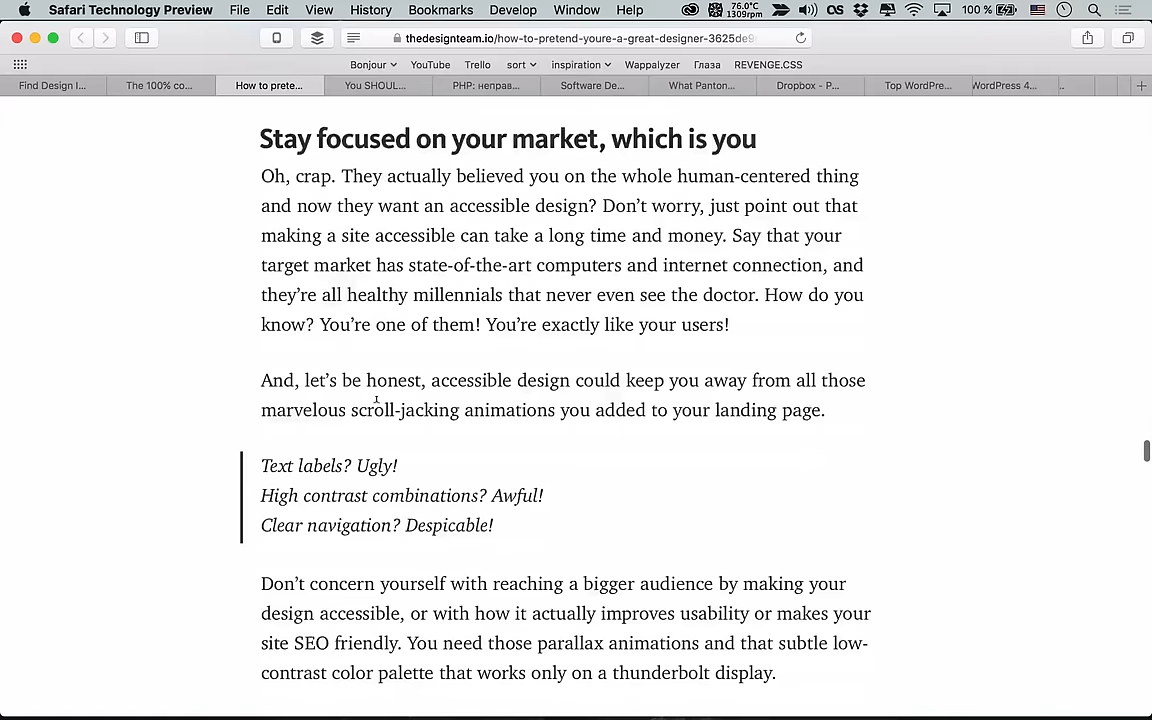 Safari Technology Preview File Edit View History Bookmarks Develop Window Help 76.0°C 1309rpm 100 %
thedesignteam.io/how-to-pretend-youre-a-great-designer-3625de9
Bonjour YouTube Trello sort inspiration Wappalyzer Глаза REVENGE.CSS
Find Design I... The 100% co... How to prete... You SHOUL... PHP: неправ... Software De... What Panton... Dropbox - P... Top WordPre... WordPress 4... ..
Stay focused on your market, which is you
Oh, crap. They actually believed you on the whole human-centered thing
and now they want an accessible design? Don’t worry, just point out that
making a site accessible can take a long time and money. Say that your
target market has state-of-the-art computers and internet connection, and
they’re all healthy millennials that never even see the doctor. How do you
know? You’re one of them! You’re exactly like your users!
And, let’s be honest, accessible design could keep you away from all those
marvelous scroll-jacking animations you added to your landing page.
Text labels? Ugly!
High contrast combinations? Awful!
Clear navigation? Despicable!
Don’t concern yourself with reaching a bigger audience by making your
design accessible, or with how it actually improves usability or makes your
site SEO friendly. You need those parallax animations and that subtle low-
contrast color palette that works only on a thunderbolt display.